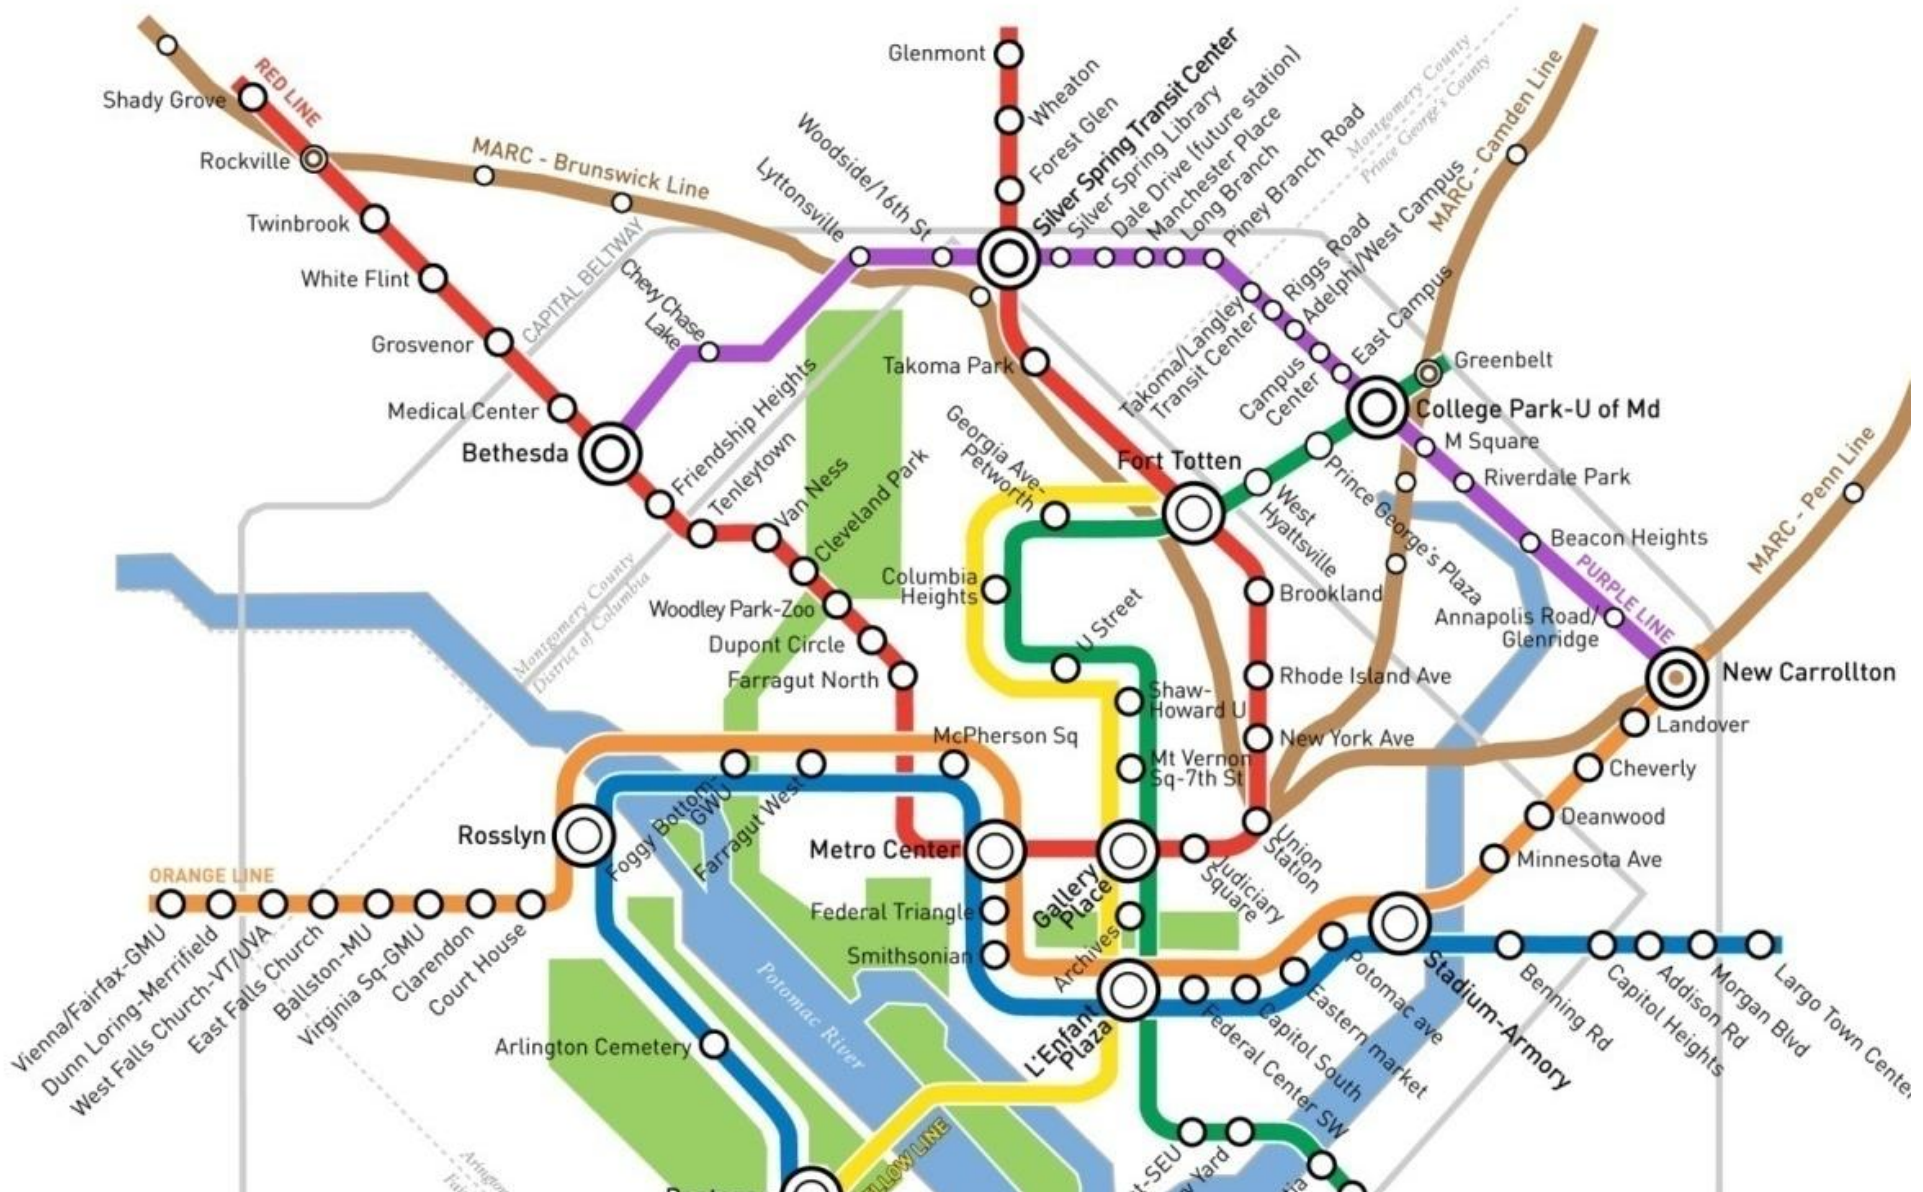 Glenmont
Wheaton
Forest Glen
Silver Spring Transit Center
Silver Spring Library
Dale Drive (future station)
Manchester Place
Long Branch
Piney Branch Road
Montgomery County
Prince George's County
MARC - Camden Line
RED LINE
Shady Grove
Rockville
MARC - Brunswick Line
Woodside/16th St
Lyttonsville
Twinbrook
CAPITAL BELTWAY
White Flint
Chevy Chase
Lake
Grosvenor
Medical Center
Bethesda
Friendship Heights
Tenleytown
Van Ness
Cleveland Park
Takoma Park
Takoma/Langley
Transit Center
Riggs Road
Adelphi/West Campus
Campus
Center
East Campus
Greenbelt
College Park-U of Md
M Square
Riverdale Park
Beacon Heights
PURPLE LINE
Annapolis Road/
Glenridge
MARC - Penn Line
New Carrollton
Georgia Ave-
Petworth
Fort Totten
West
Hyattsville
Prince George's Plaza
Columbia
Heights
U Street
Brookland
Rhode Island Ave
New York Ave
Montgomery County
District of Columbia
Woodley Park-Zoo
Dupont Circle
Farragut North
Shaw-
Howard U
Mt Vernon
Sq-7th St
McPherson Sq
Landover
Cheverly
Deanwood
Minnesota Ave
Rosslyn
Foggy Bottom-
GWU
Farragut West
Metro Center
Gallery
Place
Judiciary
Square
Union
Station
ORANGE LINE
Vienna/Fairfax-GMU
Dunn Loring-Merrifield
West Falls Church-VT/UVA
East Falls Church
Ballston-MU
Virginia Sq-GMU
Clarendon
Court House
Federal Triangle
Smithsonian
Archives
Potomac River
Arlington Cemetery
L'Enfant
Plaza
Federal Center SW
Capitol South
Eastern market
Potomac ave
Stadium-Armory
Benning Rd
Capitol Heights
Addison Rd
Morgan Blvd
Largo Town Center